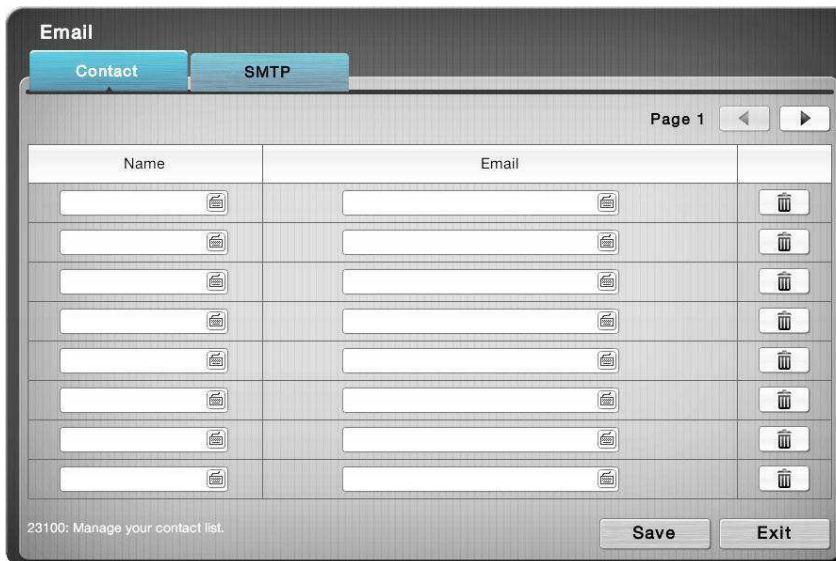 Email
Contact SMTP
Page 1
Name Email
23100: Manage your contact list.
Save Exit